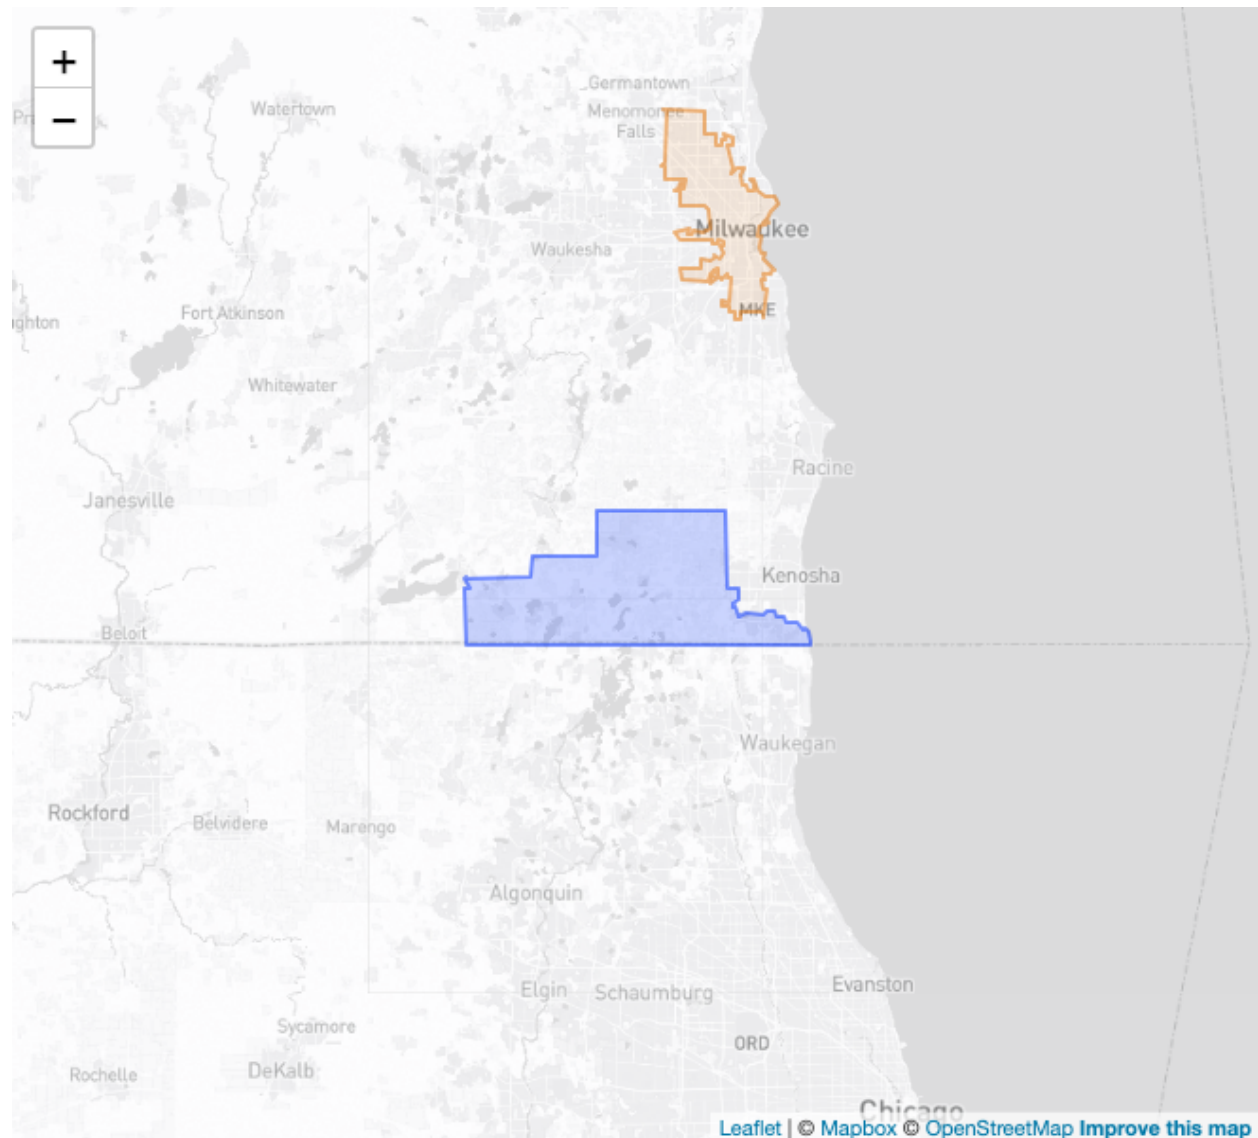 +
−
Germantown
Watertown
Menomonee
Falls
Milwaukee
Waukesha
MKE
Fort Atkinson
Whitewater
Racine
Janesville
Kenosha
Beloit
Waukegan
Rockford
Belvidere
Marengo
Algonquin
Evanston
Elgin
Schaumburg
Sycamore
ORD
DeKalb
Rochelle
Chicago
Leaflet | © Mapbox © OpenStreetMap Improve this map